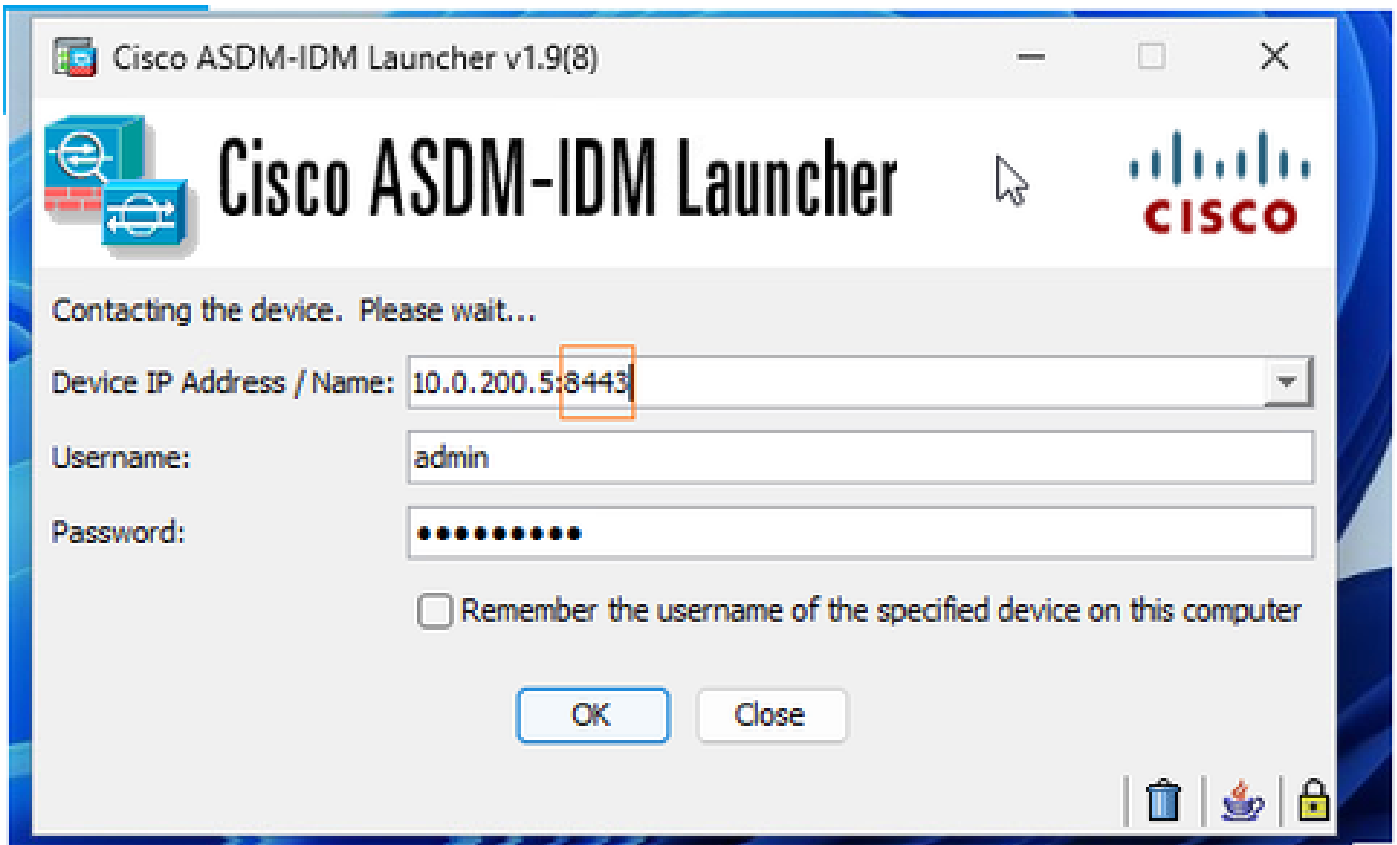 Cisco ASDM-IDM Launcher v1.9(8)
Cisco ASDM-IDM Launcher
CISCO
Contacting the device. Please wait...
Device IP Address / Name: 10.0.200.5:8443
Username: admin
Password: •••••••••
Remember the username of the specified device on this computer
OK Close